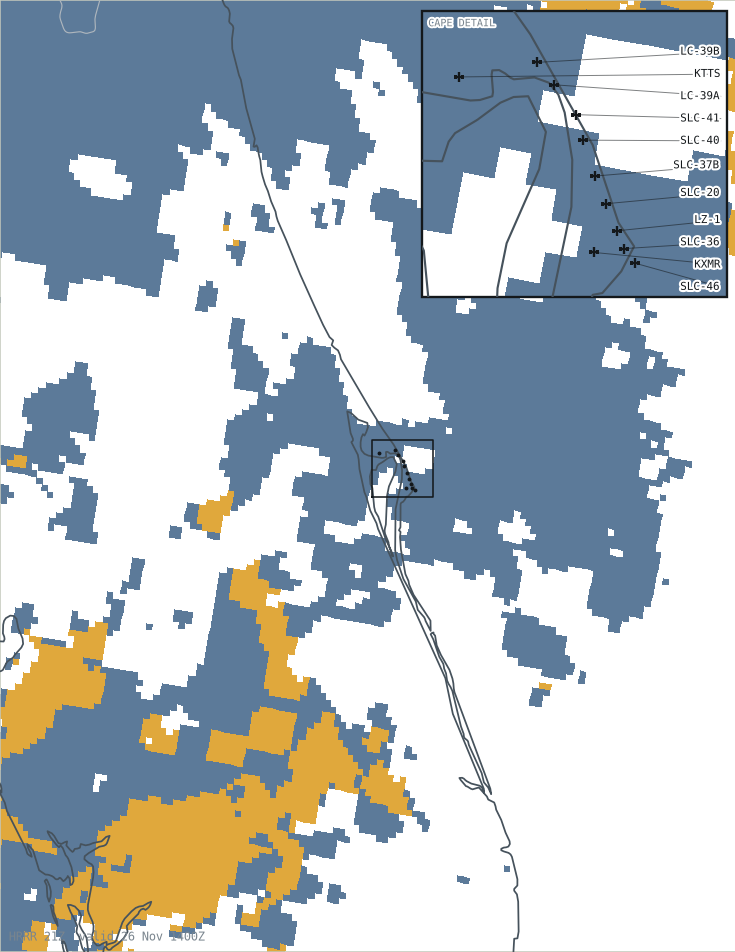 CAPE DETAIL
LC-39B
KTTS
LC-39A
SLC-41
SLC-40
SLC-37B
SLC-20
LZ-1
SLC-36
KXMR
SLC-46
valid 26 Nov 1400Z